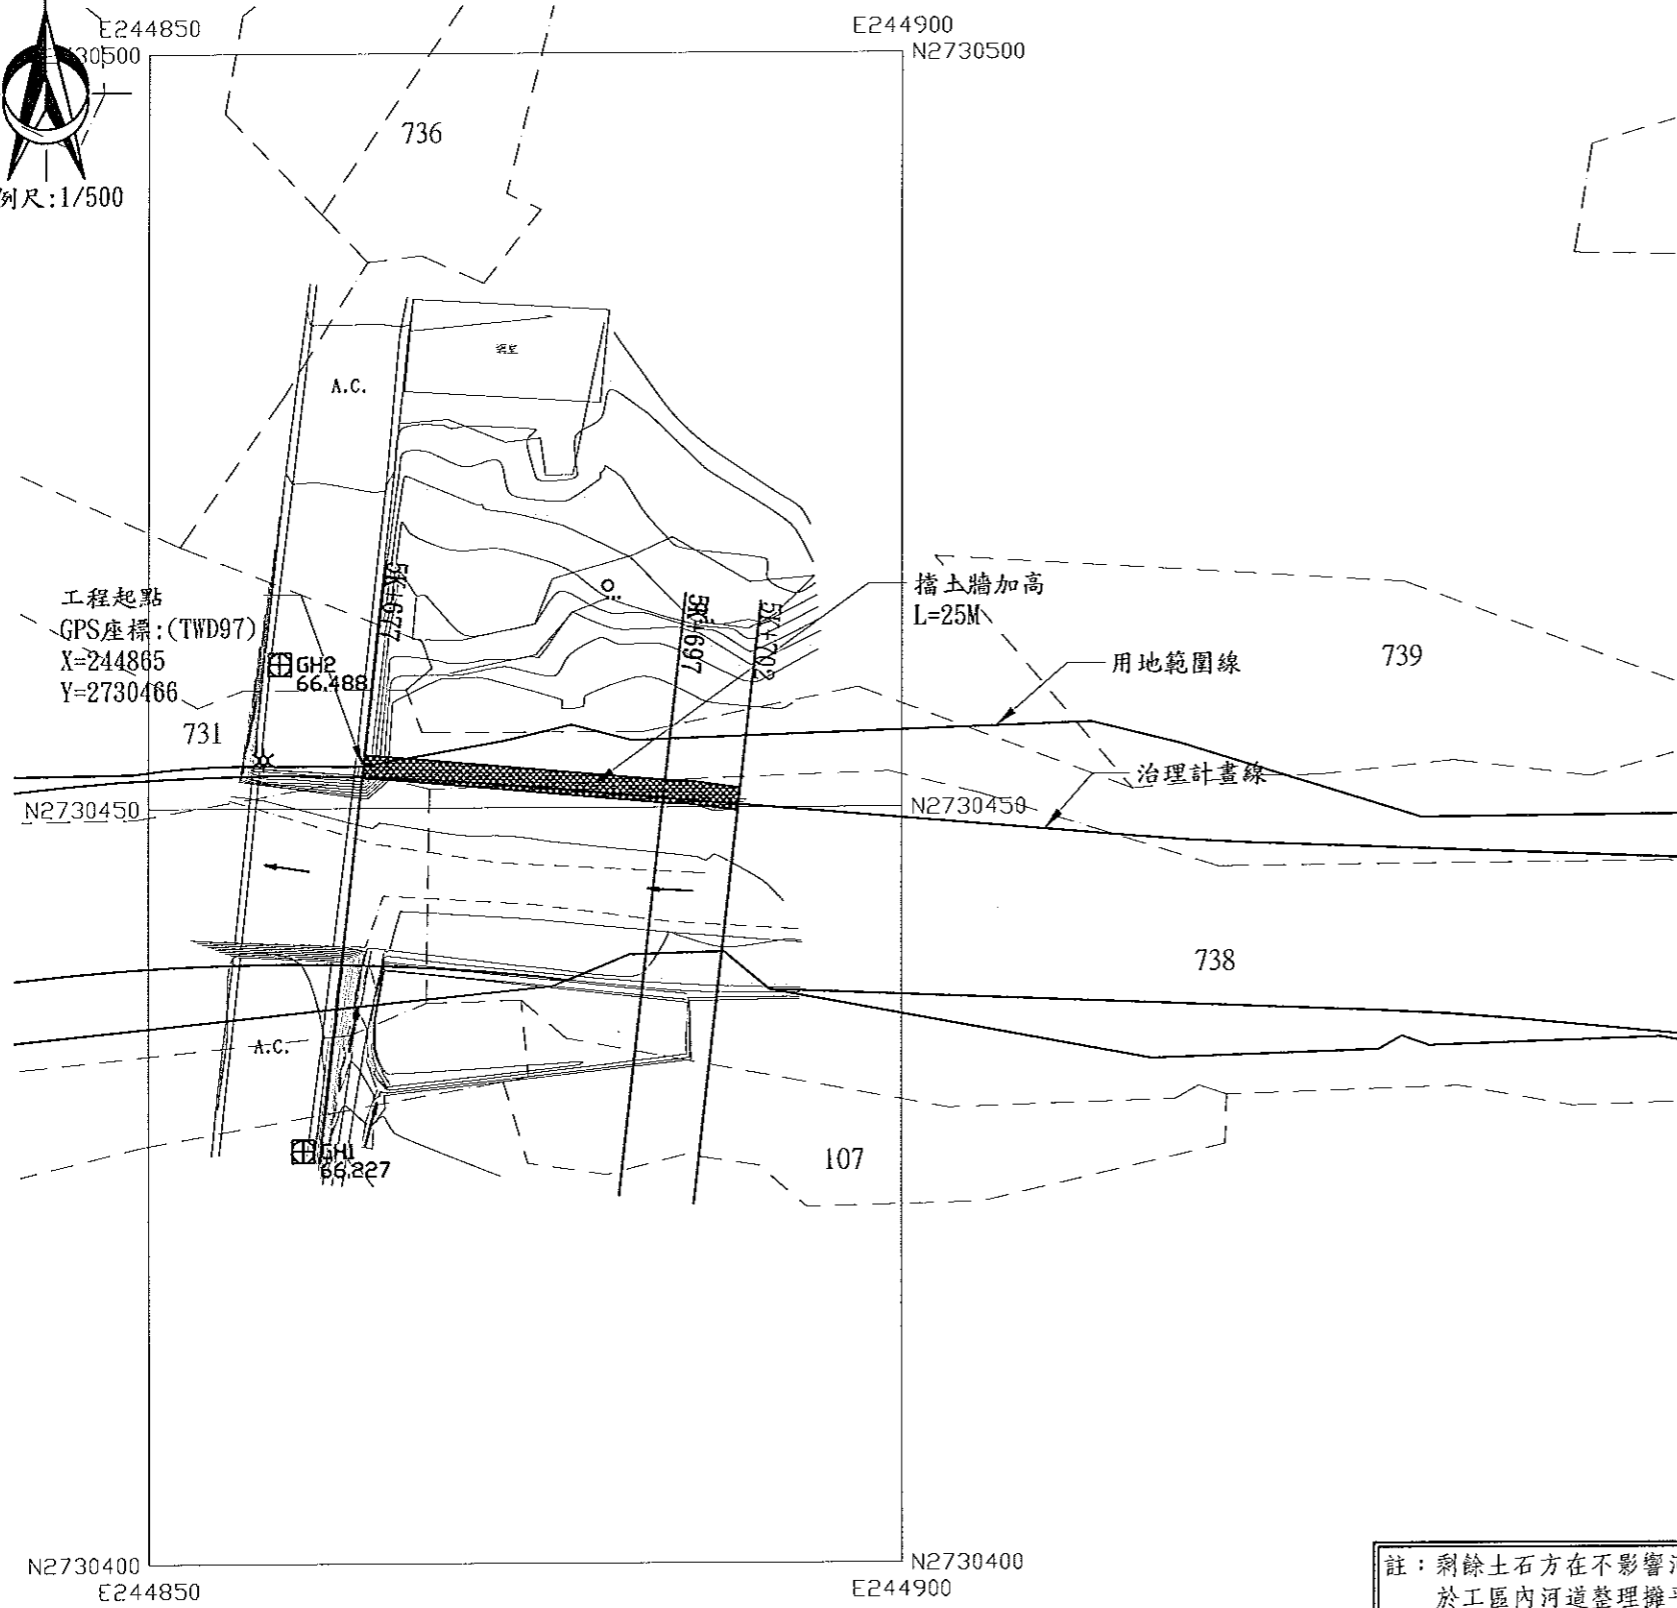 E244850
E244900
30500
N2730500
736
例尺:1/500
A.C.
工程起點
GPS座標:(TWD97)
X=244865
Y=2730466
5K+677
5K+697
5K+702
擋土牆加高
L=25M
用地範圍線
739
GH2
66.488
731
治理計畫線
N2730450
N2730450
738
A.C.
GH1
66.227
107
N2730400
N2730400
E244850
E244900
註：剩餘土石方在不影響
於工區內河道整理攤